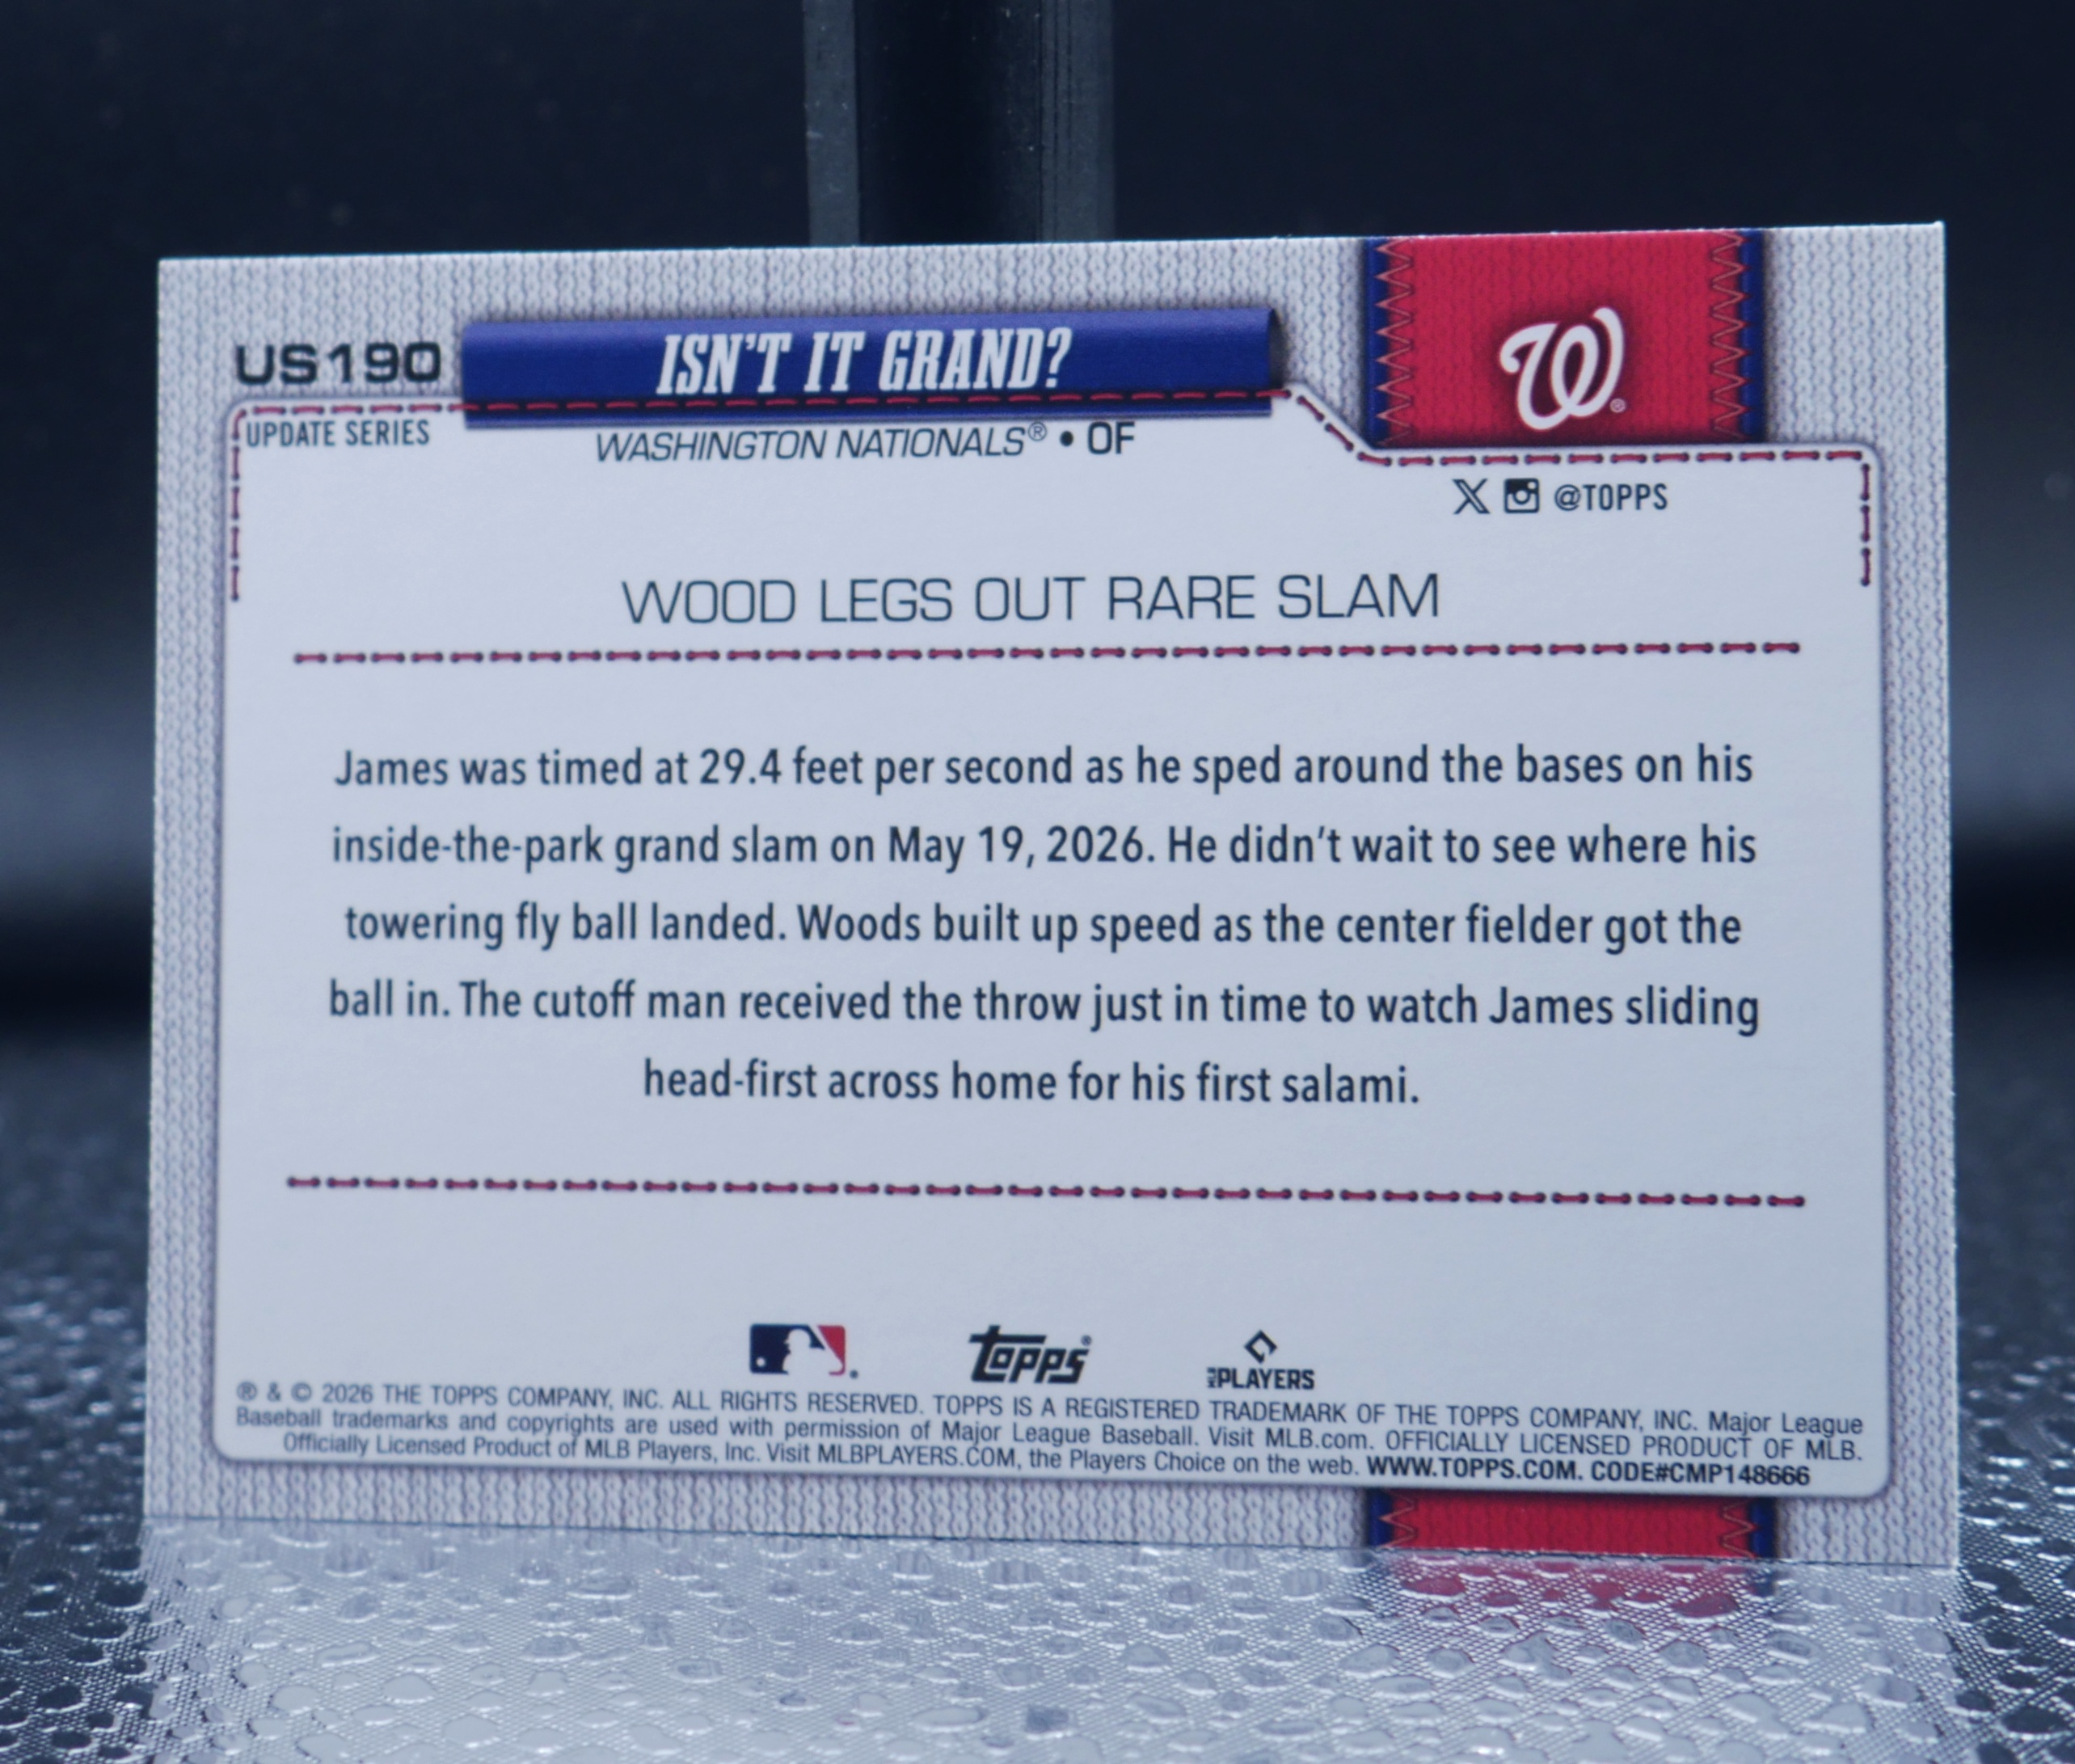 US190
ISN'T IT GRAND?
UPDATE SERIES
WASHINGTON NATIONALS® • OF
W®
X @TOPPS
WOOD LEGS OUT RARE SLAM
James was timed at 29.4 feet per second as he sped around the bases on his
inside-the-park grand slam on May 19, 2026. He didn't wait to see where his
towering fly ball landed. Woods built up speed as the center fielder got the
ball in. The cutoff man received the throw just in time to watch James sliding
head-first across home for his first salami.
Topps®
PLAYERS
® & © 2026 THE TOPPS COMPANY, INC. ALL RIGHTS RESERVED. TOPPS IS A REGISTERED TRADEMARK OF THE TOPPS COMPANY, INC. Major League
Baseball trademarks and copyrights are used with permission of Major League Baseball. Visit MLB.com. OFFICIALLY LICENSED PRODUCT OF MLB.
Officially Licensed Product of MLB Players, Inc. Visit MLBPLAYERS.COM, the Players Choice on the web. WWW.TOPPS.COM. CODE#CMP148666